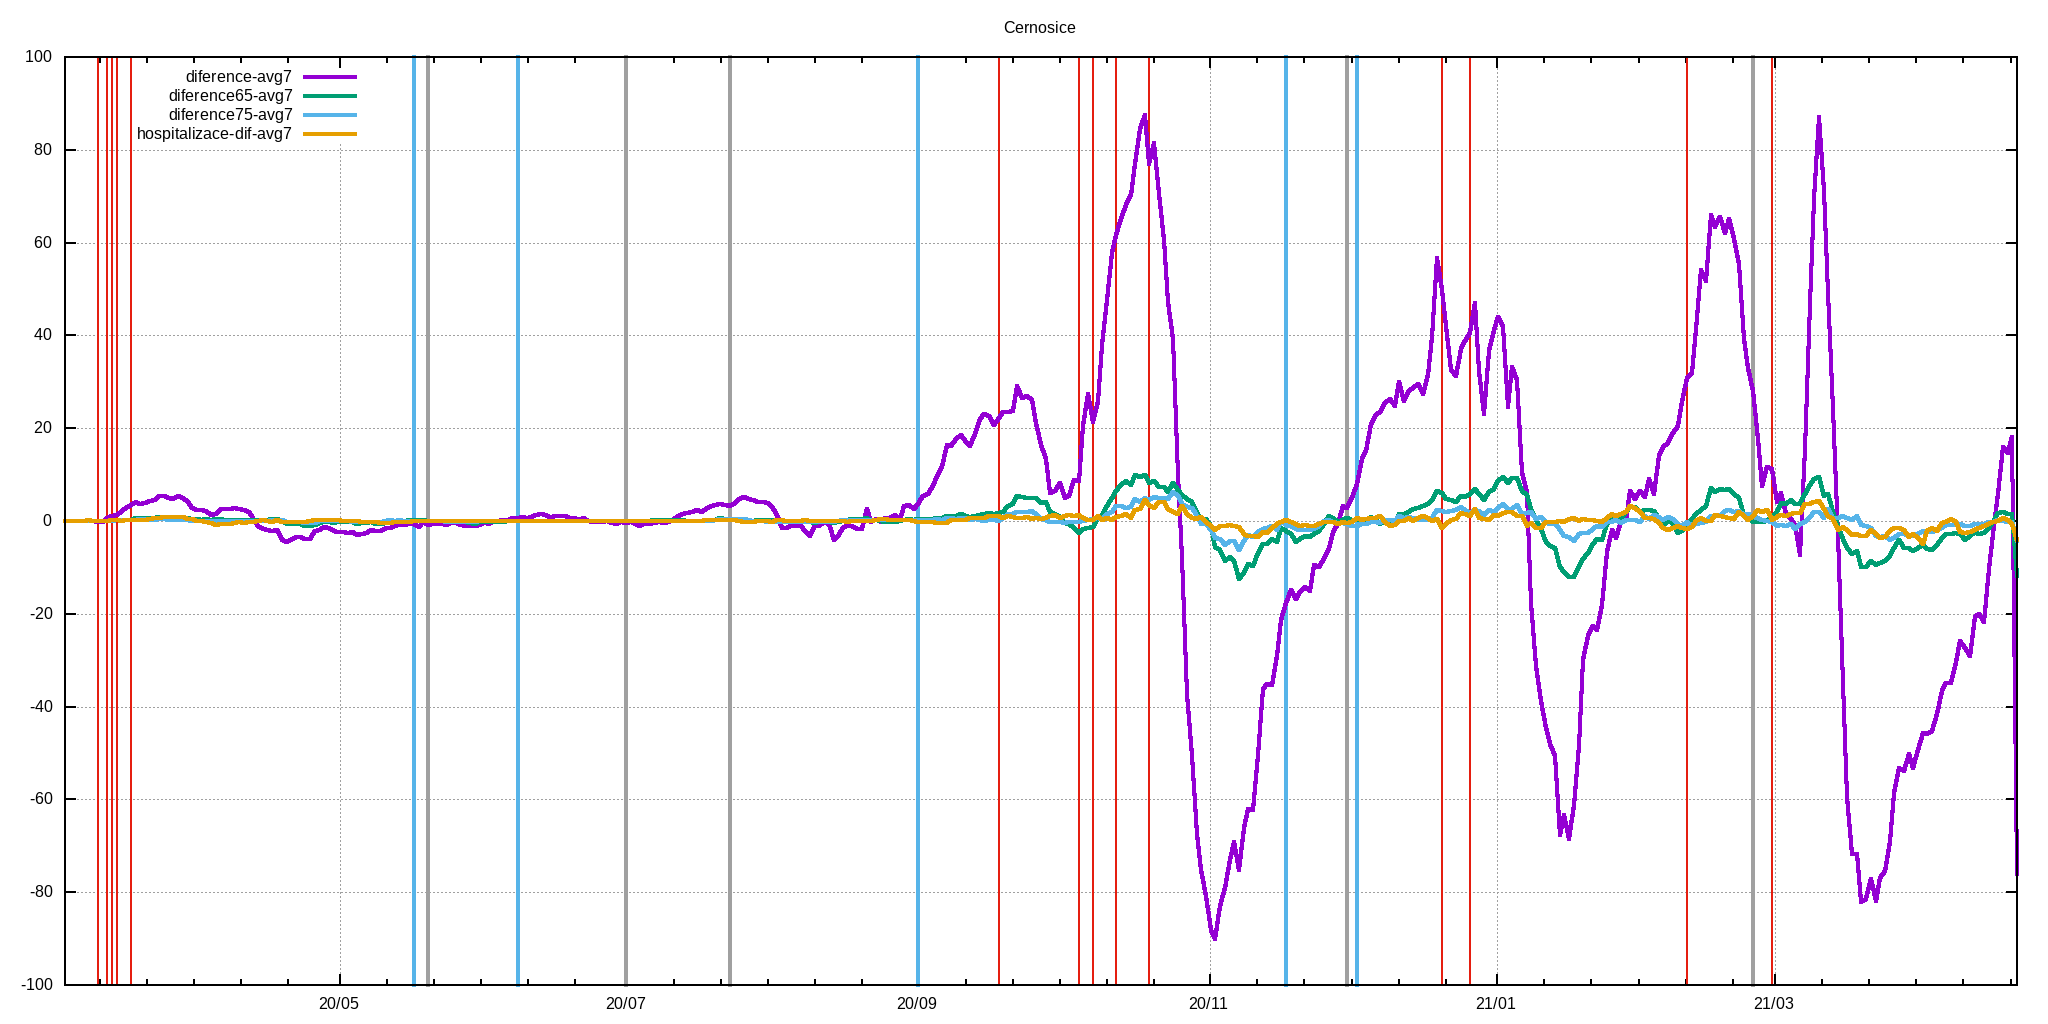 Cernosice
100
80
60
40
20
0
-20
-40
-60
-80
-100
diference-avg7
diference65-avg7
diference75-avg7
hospitalizace-dif-avg7
20/05 20/07 20/09 20/11 21/01 21/03